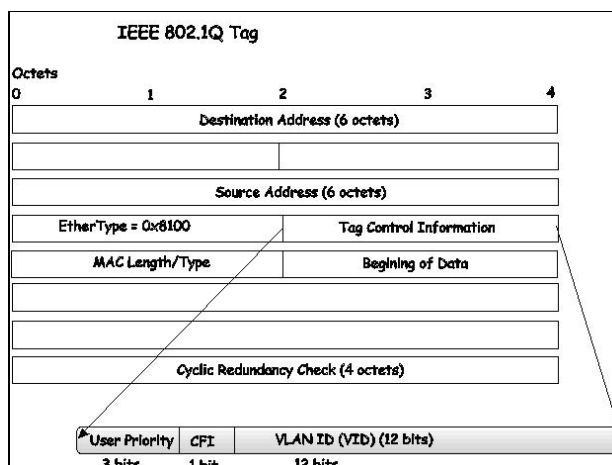 IEEE 802.1Q Tag
Octets
0 1 2 3 4
Destination Address (6 octets)
Source Address (6 octets)
EtherType = 0x8100 Tag Control Information
MAC Length/Type Begining of Data
Cyclic Redundancy Check (4 octets)
User Priority CFI VLAN ID (VID) (12 bits)
3 bits 1 bit 12 bits